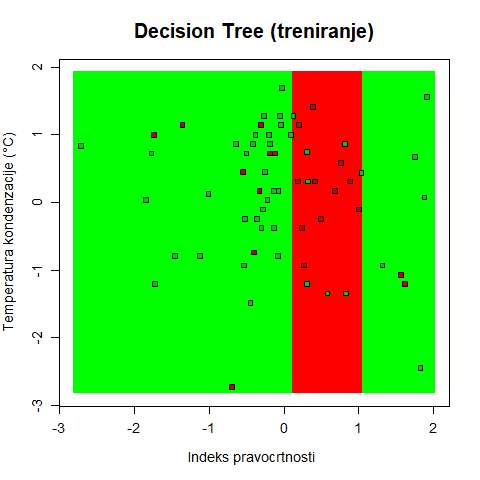 Decision Tree (treniranje)
Temperatura kondenzacije (°C)
2
1
0
-1
-2
-3
-3 -2 -1 0 1 2
Indeks pravocrtnosti